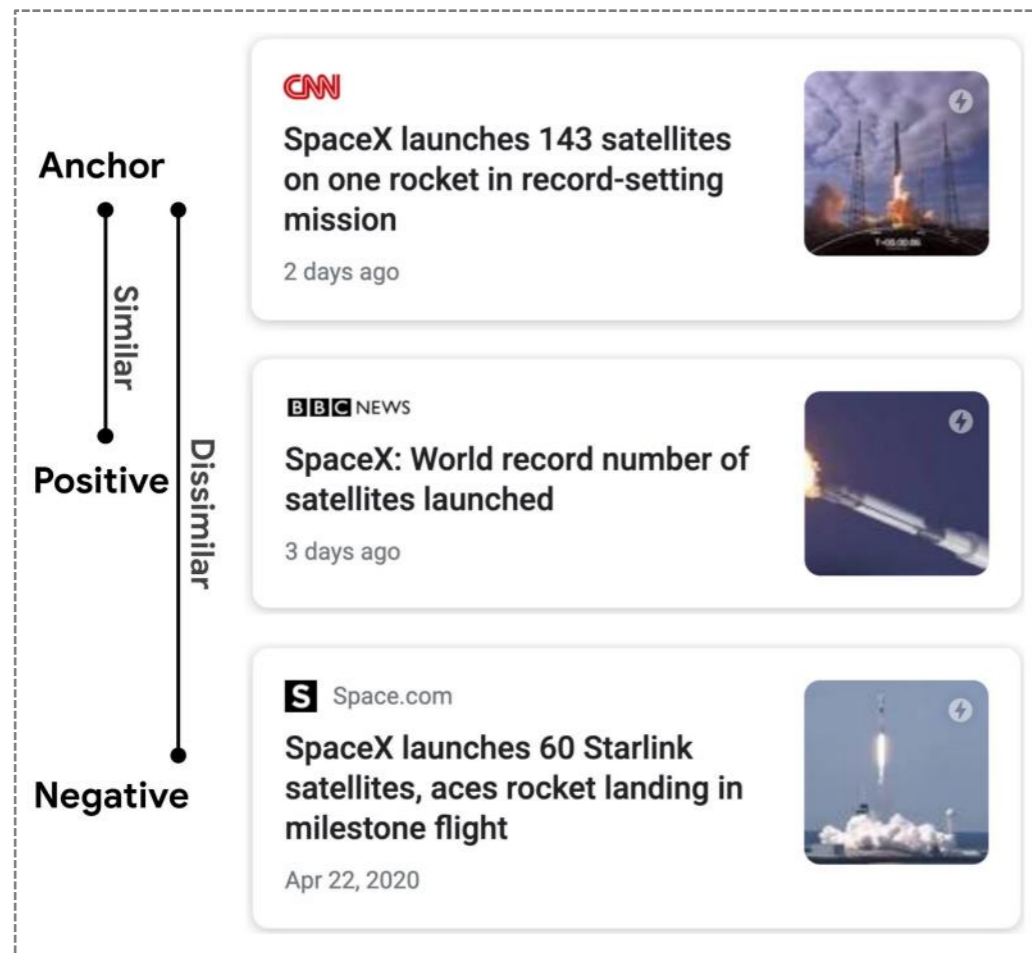 Anchor
Similar
Positive
Dissimilar
Negative
CNN
SpaceX launches 143 satellites
on one rocket in record-setting
mission
2 days ago
BBC NEWS
SpaceX: World record number of
satellites launched
3 days ago
S Space.com
SpaceX launches 60 Starlink
satellites, aces rocket landing in
milestone flight
Apr 22, 2020